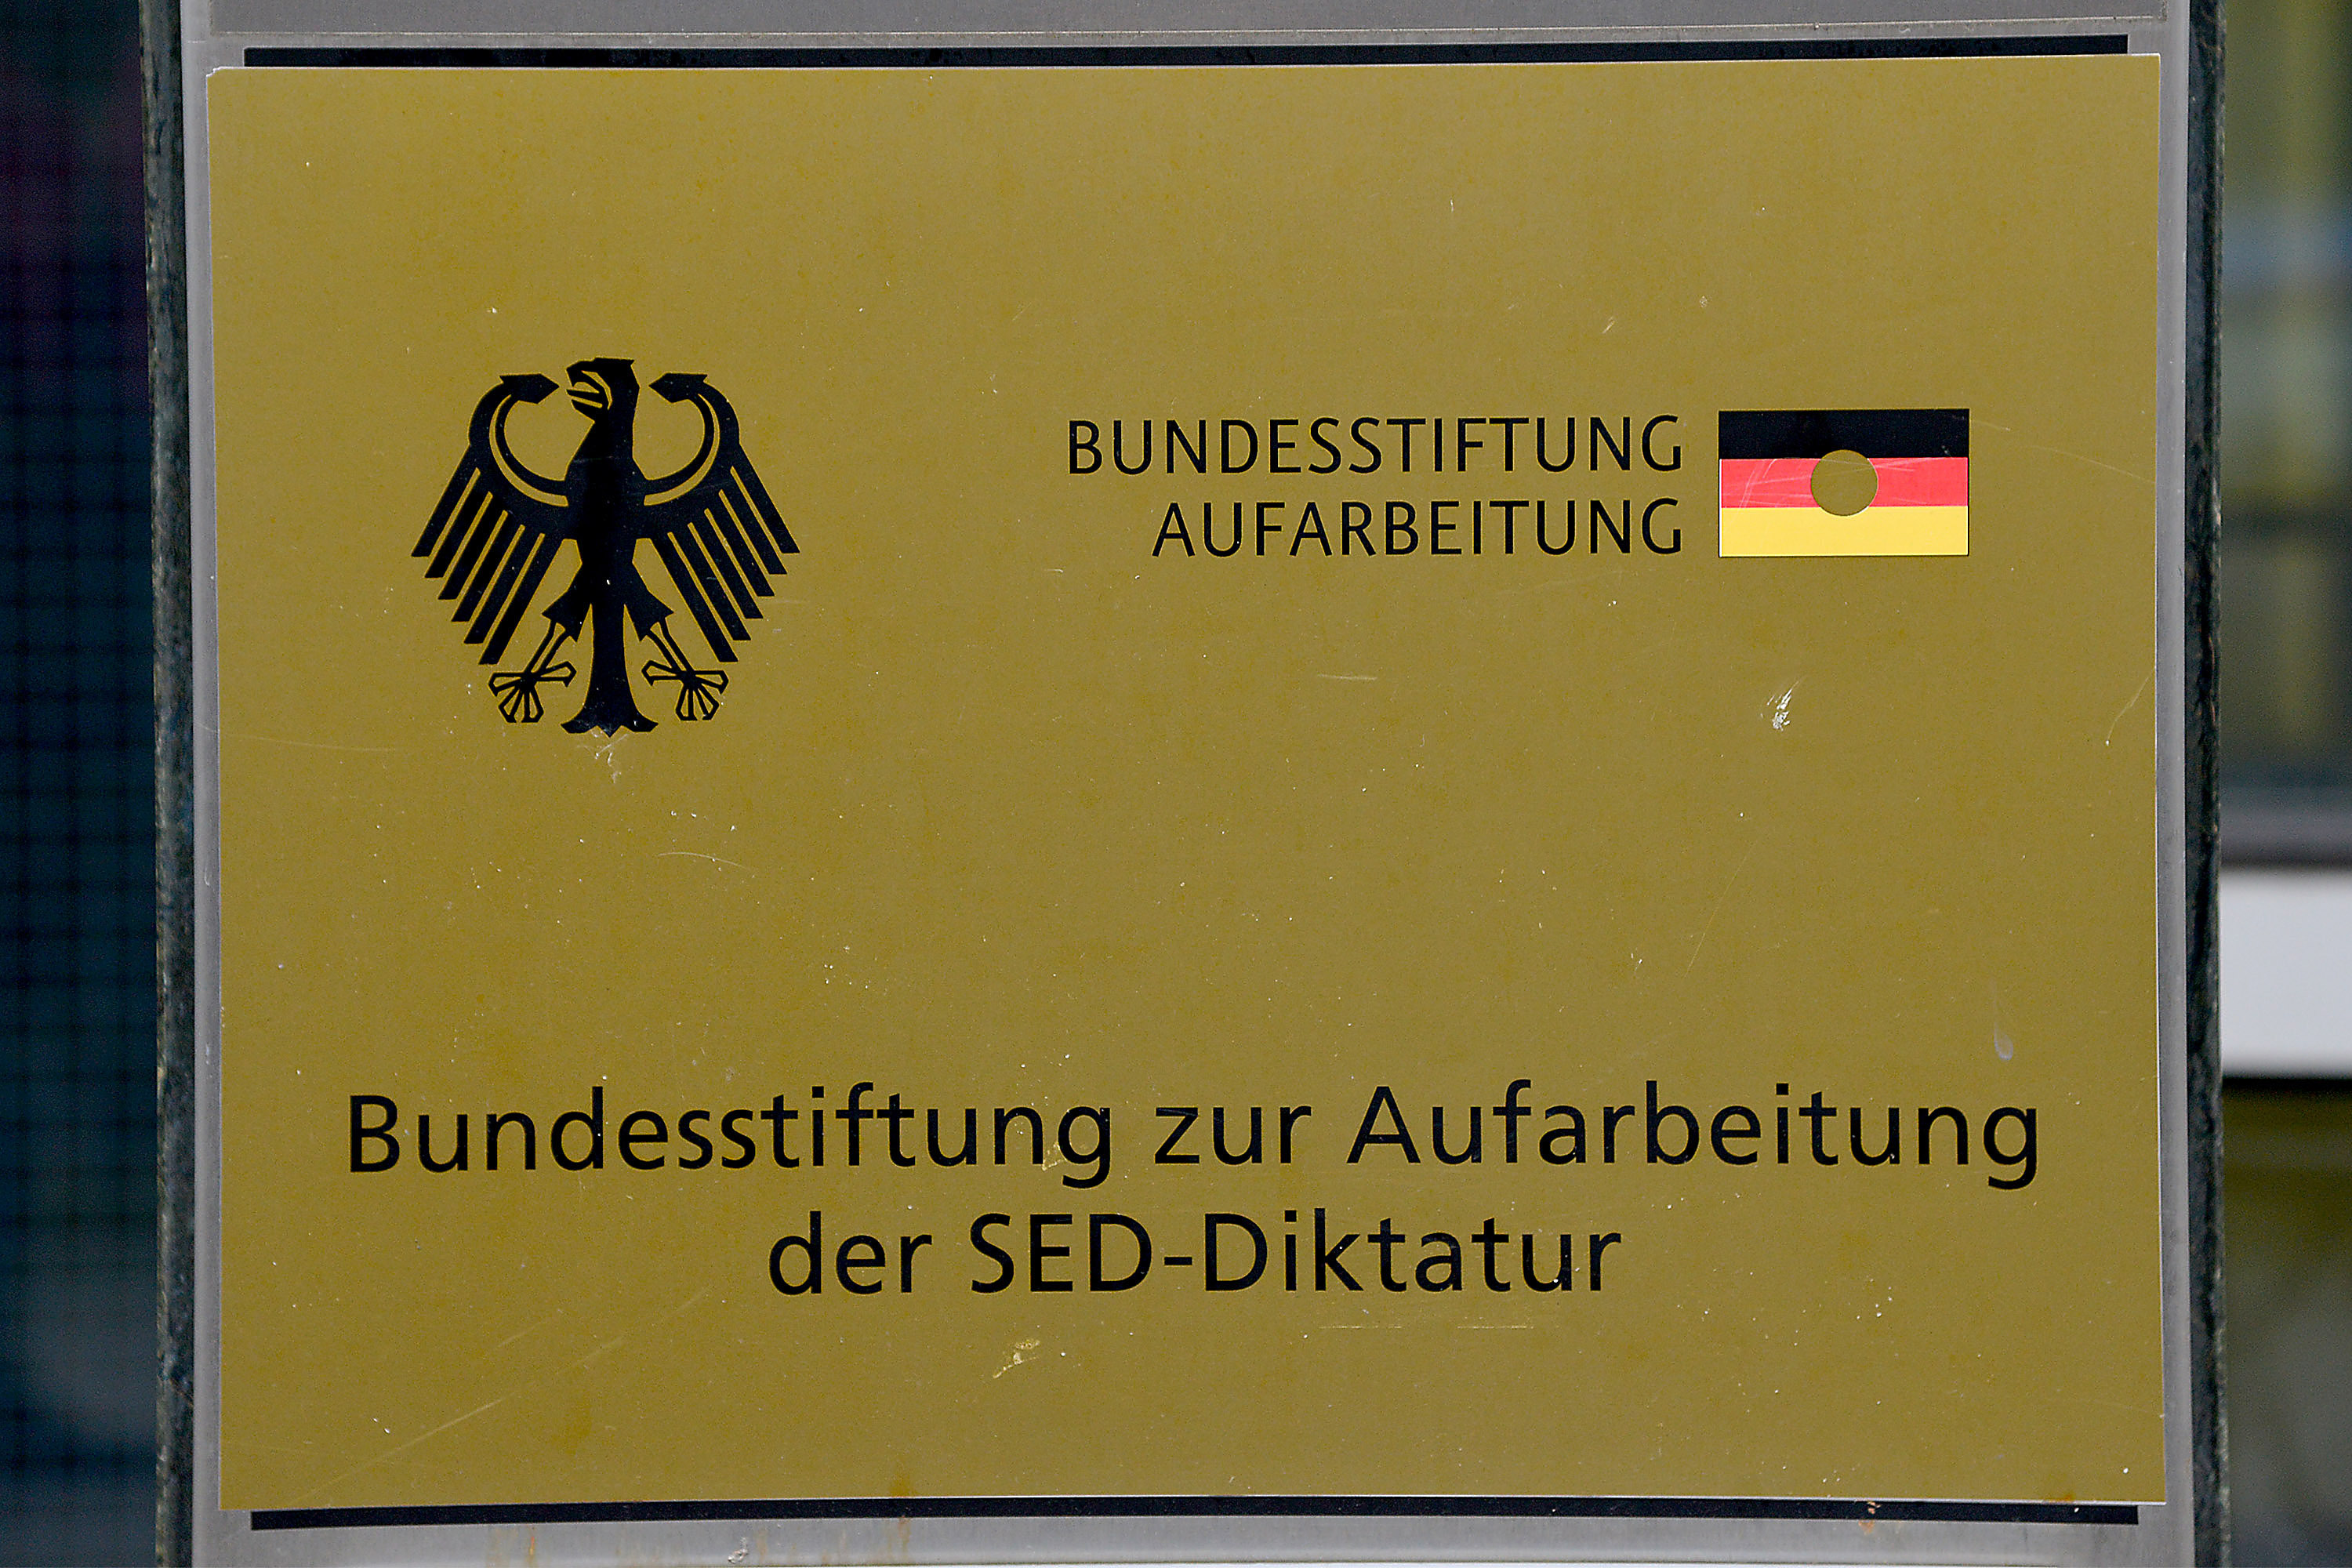 BUNDESSTIFTUNG
AUFARBEITUNG
Bundesstiftung zur Aufarbeitung
der SED-Diktatur